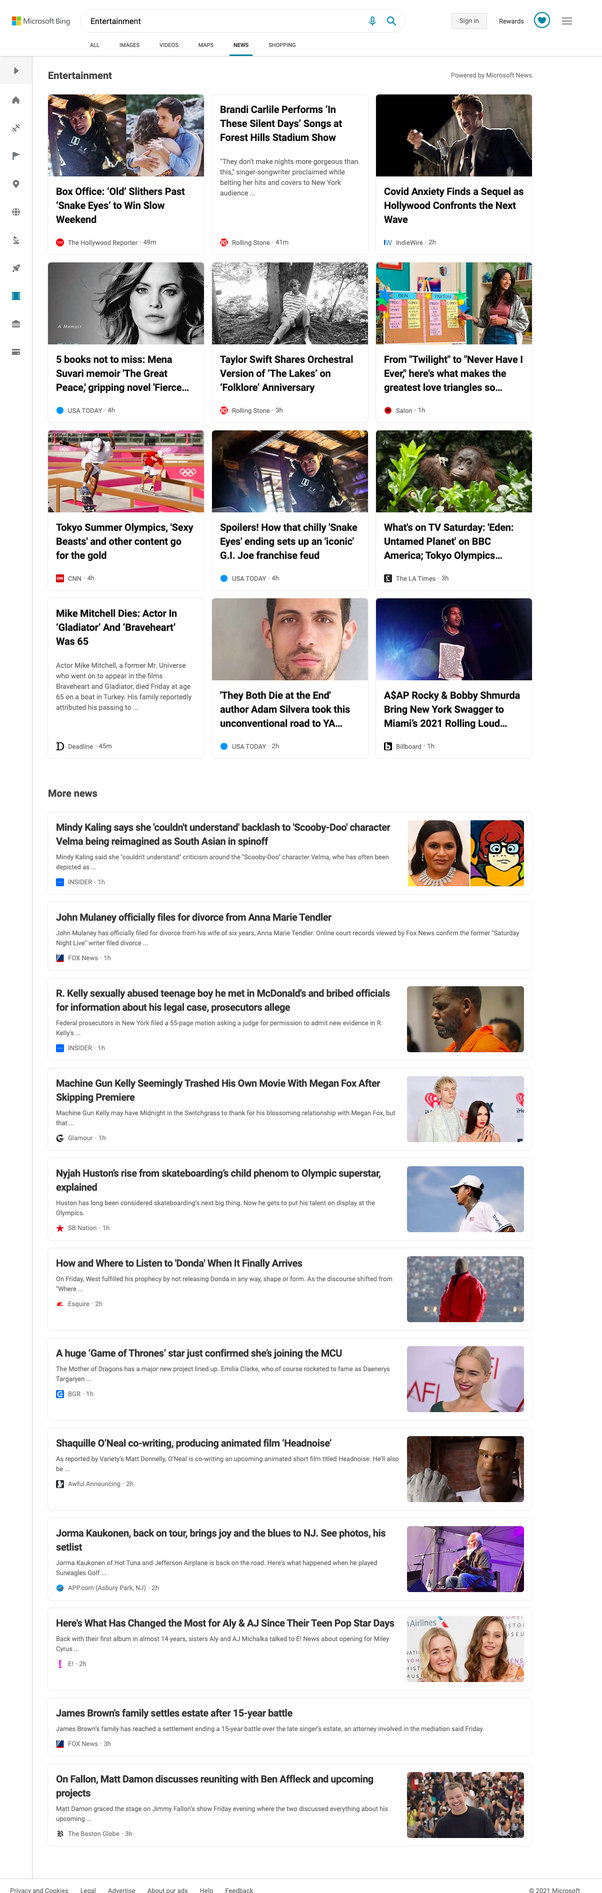 Microsoft Bing
Entertainment
Sign in
Rewards
ALL
IMAGES
VIDEOS
MAPS
NEWS
SHOPPING
Entertainment
Powered by Microsoft News
Box Office: ‘Old’ Slithers Past
‘Snake Eyes’ to Win Slow
Weekend
The Hollywood Reporter · 49m
Brandi Carlile Performs ‘In
These Silent Days’ Songs at
Forest Hills Stadium Show
"They don't make nights more gorgeous than
this," singer-songwriter proclaimed while
belting her hits and covers to New York
audience ...
Rolling Stone · 41m
Covid Anxiety Finds a Sequel as
Hollywood Confronts the Next
Wave
IndieWire · 2h
A Memoir
5 books not to miss: Mena
Suvari memoir 'The Great
Peace,' gripping novel 'Fierce...
USA TODAY · 4h
Taylor Swift Shares Orchestral
Version of ‘The Lakes’ on
‘Folklore’ Anniversary
Rolling Stone · 3h
BEN
PAXTON
From "Twilight" to "Never Have I
Ever," here's what makes the
greatest love triangles so...
Salon · 1h
Tokyo Summer Olympics, 'Sexy
Beasts' and other content go
for the gold
CNN · 4h
Spoilers! How that chilly 'Snake
Eyes' ending sets up an 'iconic'
G.I. Joe franchise feud
USA TODAY · 4h
What's on TV Saturday: 'Eden:
Untamed Planet' on BBC
America; Tokyo Olympics...
The LA Times · 3h
Mike Mitchell Dies: Actor In
‘Gladiator’ And ‘Braveheart’
Was 65
Actor Mike Mitchell, a former Mr. Universe
who went on to appear in the films
Braveheart and Gladiator, died Friday at age
65 on a boat in Turkey. His family reportedly
attributed his passing to ...
Deadline · 45m
'They Both Die at the End'
author Adam Silvera took this
unconventional road to YA...
USA TODAY · 2h
A$AP Rocky & Bobby Shmurda
Bring New York Swagger to
Miami’s 2021 Rolling Loud...
Billboard · 1h
More news
Mindy Kaling says she 'couldn't understand' backlash to 'Scooby-Doo' character
Velma being reimagined as South Asian in spinoff
Mindy Kaling said she "couldn't understand" criticism around the "Scooby-Doo" character Velma, who has often been
depicted as ...
INSIDER · 1h
John Mulaney officially files for divorce from Anna Marie Tendler
John Mulaney has officially filed for divorce from his wife of six years, Anna Marie Tendler. Online court records viewed by Fox News confirm the former "Saturday
Night Live" writer filed divorce ...
FOX News · 1h
R. Kelly sexually abused teenage boy he met in McDonald's and bribed officials
for information about his legal case, prosecutors allege
Federal prosecutors in New York filed a 55-page motion asking a judge for permission to admit new evidence in R.
Kelly's ...
INSIDER · 1h
Machine Gun Kelly Seemingly Trashed His Own Movie With Megan Fox After
Skipping Premiere
Machine Gun Kelly may have Midnight in the Switchgrass to thank for his blossoming relationship with Megan Fox, but
that ...
Glamour · 1h
Nyjah Huston’s rise from skateboarding’s child phenom to Olympic superstar,
explained
Huston has long been considered skateboarding’s next big thing. Now he gets to put his talent on display at the
Olympics.
SB Nation · 1h
How and Where to Listen to 'Donda' When It Finally Arrives
On Friday, West fulfilled his prophecy by not releasing Donda in any way, shape or form. As the discourse shifted from
"Where ...
Esquire · 2h
A huge ‘Game of Thrones’ star just confirmed she’s joining the MCU
The Mother of Dragons has a major new project lined up. Emilia Clarke, who of course rocketed to fame as Daenerys
Targaryen ...
BGR · 1h
AFI
AFI
Shaquille O’Neal co-writing, producing animated film ‘Headnoise’
As reported by Variety’s Matt Donnelly, O’Neal is co-writing an upcoming animated short film titled Headnoise. He’ll also
be ...
Awful Announcing · 2h
Jorma Kaukonen, back on tour, brings joy and the blues to NJ. See photos, his
setlist
Jorma Kaukonen of Hot Tuna and Jefferson Airplane is back on the road. Here's what happened when he played
Suneagles Golf ...
APP.com (Asbury Park, NJ) · 2h
Here's What Has Changed the Most for Aly & AJ Since Their Teen Pop Star Days
Back with their first album in almost 14 years, sisters Aly and AJ Michalka talked to E! News about opening for Miley
Cyrus ...
E! · 2h
Airlines
James Brown's family settles estate after 15-year battle
James Brown's family has reached a settlement ending a 15-year battle over the late singer's estate, an attorney involved in the mediation said Friday.
FOX News · 3h
On Fallon, Matt Damon discusses reuniting with Ben Affleck and upcoming
projects
Matt Damon graced the stage on Jimmy Fallon's show Friday evening where the two discussed everything about his
upcoming ...
The Boston Globe · 3h
Privacy and Cookies
Legal
Advertise
About our ads
Help
Feedback
© 2021 Microsoft